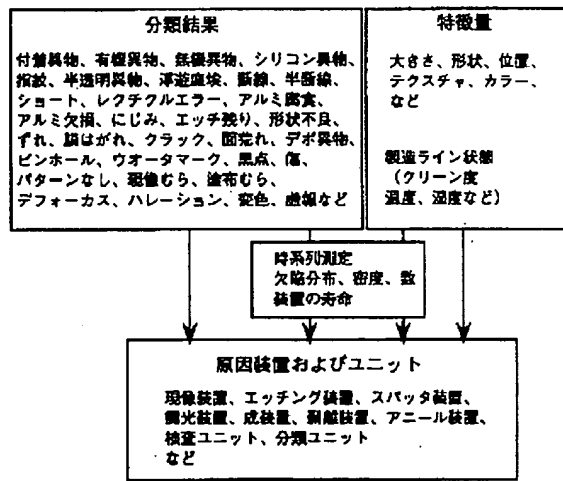 分類結果
付着異物、有機異物、無機異物、シリコン異物、
指紋、半透明異物、浮遊塵埃、断線、半断線、
ショート、レクチクルエラー、アルミ腐食、
アルミ欠損、にじみ、エッチ残り、形状不良、
ずれ、膜はがれ、クラック、面荒れ、デポ異物、
ピンホール、ウオータマーク、黒点、傷、
パターンなし、現像むら、塗布むら、
デフォーカス、ハレーション、変色、虚報など
特徴量
大きさ、形状、位置、
テクスチャ、カラー、
など
製造ライン状態
(クリーン度
温度、湿度など)
時系列測定
欠陥分布、密度、数
装置の寿命
原因装置およびユニット
現像装置、エッチング装置、スパッタ装置、
露光装置、成装置、剥離装置、アニール装置、
検査ユニット、分類ユニット
など